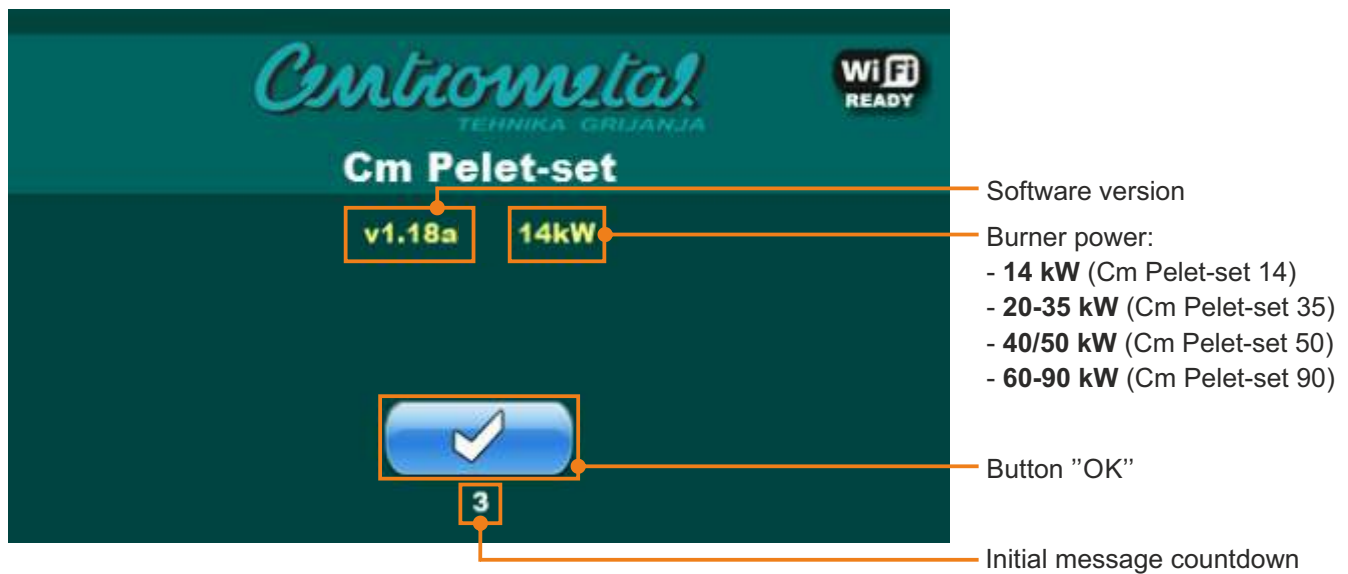 Centrometal
TEHNIKA GRIJANJA
WiFi
READY
Cm Pelet-set
v1.18a
14kW
3
Software version
Burner power:
- 14 kW (Cm Pelet-set 14)
- 20-35 kW (Cm Pelet-set 35)
- 40/50 kW (Cm Pelet-set 50)
- 60-90 kW (Cm Pelet-set 90)
Button ’’OK’’
Initial message countdown